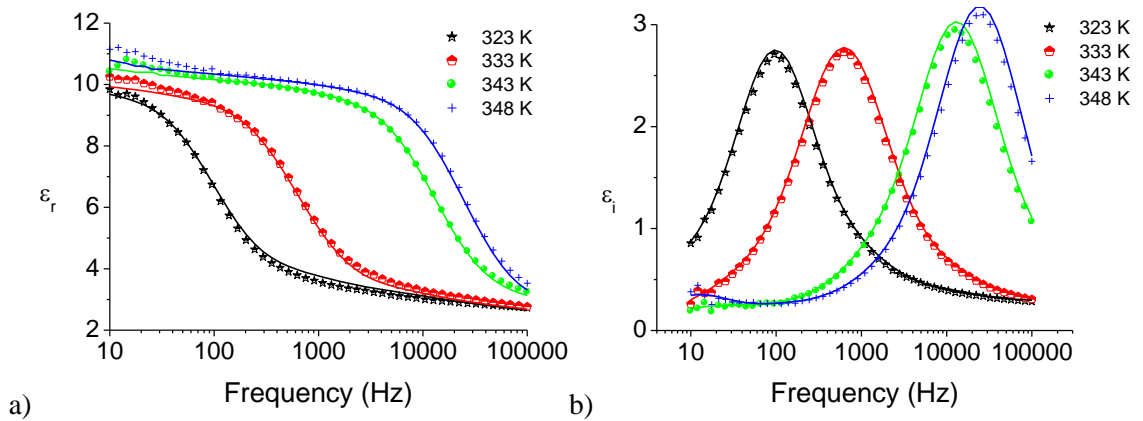 12
10
8
6
4
2
εr
10 100 1000 10000 100000
Frequency (Hz)
323 K
333 K
343 K
348 K
a)
3
2
1
0
εi
10 100 1000 10000 100000
Frequency (Hz)
323 K
333 K
343 K
348 K
b)